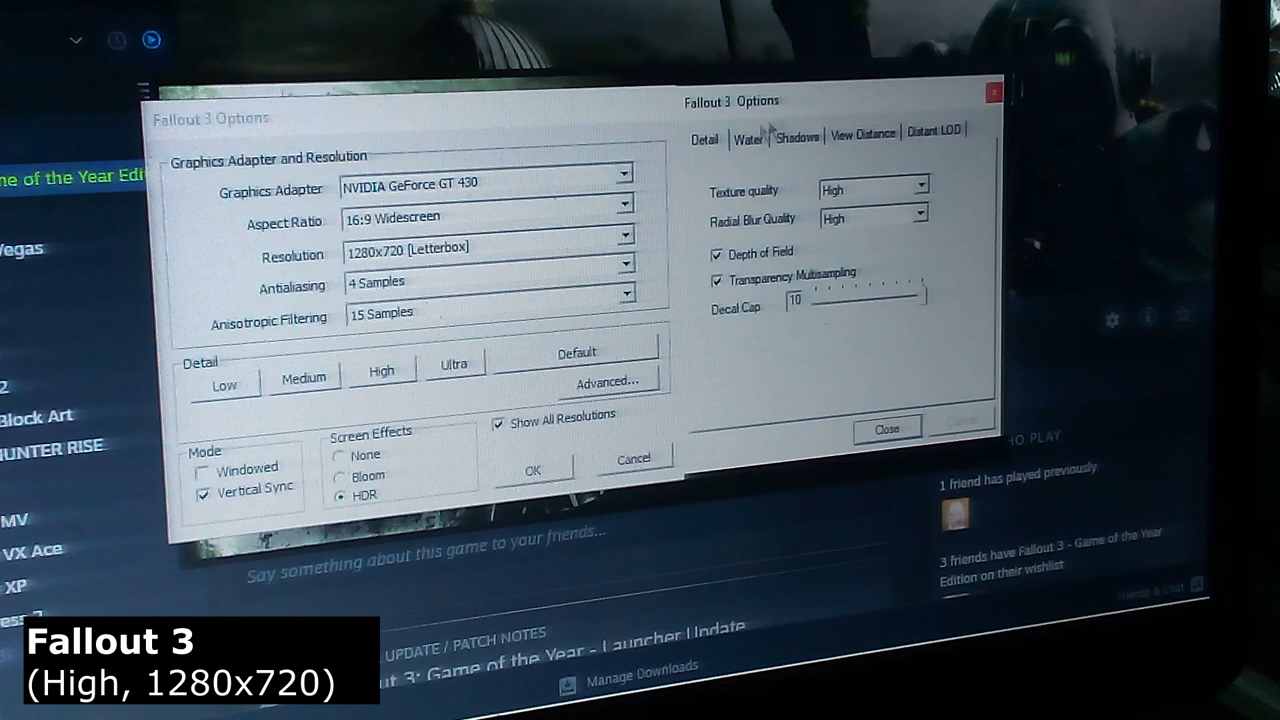 ne of the Year Edi
Vegas
2
Block Art
HUNTER RISE
MV
VX Ace
XP
Fallout 3 Options
Graphics Adapter and Resolution
Graphics Adapter
NVIDIA GeForce GT 430
Aspect Ratio
16:9 Widescreen
Resolution
1280x720 [Letterbox]
Antialiasing
4 Samples
Anisotropic Filtering
15 Samples
Detail
Low
Medium
High
Ultra
Default
Advanced...
Mode
Windowed
Vertical Sync
Screen Effects
None
Bloom
HDR
Show All Resolutions
OK
Cancel
Fallout 3 Options
Detail
Water
Shadows
View Distance
Distant LOD
Texture quality
High
Radial Blur Quality
High
Depth of Field
Transparency Multisampling
Decal Cap
10
Close
Cancel
Say something about this game to your friends...
HO PLAY
1 friend has played previously
3 friends have Fallout 3 - Game of the Year
Edition on their wishlist
Friends & Chat
UPDATE / PATCH NOTES
ut 3: Game of the Year - Launcher Update
Manage Downloads
Fallout 3
(High, 1280x720)